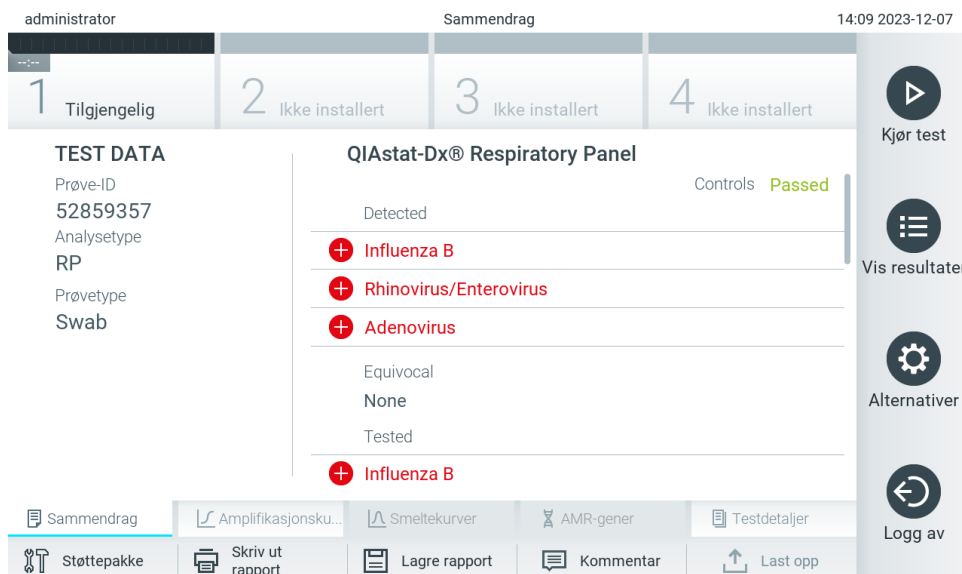 administrator
Sammendrag
14:09 2023-12-07
--:--
1 Tilgjengelig
2 Ikke installert
3 Ikke installert
4 Ikke installert
Kjør test
Vis resultater
Alternativer
Logg av
TEST DATA
Prøve-ID
52859357
Analysetype
RP
Prøvetype
Swab
QIAstat-Dx® Respiratory Panel
Controls Passed
Detected
Influenza B
Rhinovirus/Enterovirus
Adenovirus
Equivocal
None
Tested
Influenza B
Sammendrag
Amplifikasjonsku...
Smeltekurver
AMR-gener
Testdetaljer
Støttepakke
Skriv ut
rapport
Lagre rapport
Kommentar
Last opp